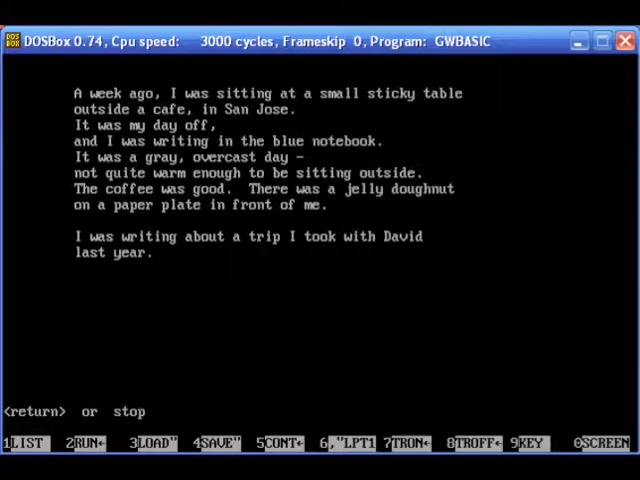 DOSBox 0.74, Cpu speed: 3000 cycles, Frameskip 0, Program: GWBASIC
A week ago, I was sitting at a small sticky table
outside a cafe, in San Jose.
It was my day off,
and I was writing in the blue notebook.
It was a gray, overcast day -
not quite warm enough to be sitting outside.
The coffee was good. There was a jelly doughnut
on a paper plate in front of me.
I was writing about a trip I took with David
last year.
<return> or stop
1LIST 2RUN← 3LOAD" 4SAVE" 5CONT← 6,"LPT1 7TRON← 8TROFF← 9KEY 0SCREEN